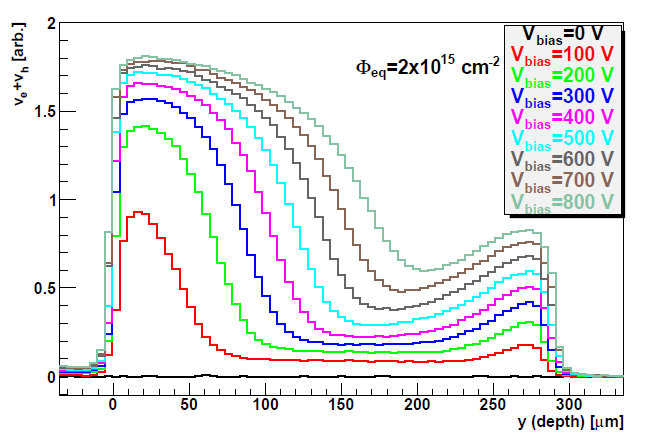 2
1.5
1
0.5
0
v_e+v_h [arb.]
Φ_eq=2x10^15 cm^-2
V_bias=0 V
V_bias=100 V
V_bias=200 V
V_bias=300 V
V_bias=400 V
V_bias=500 V
V_bias=600 V
V_bias=700 V
V_bias=800 V
0 50 100 150 200 250 300
y (depth) [μm]